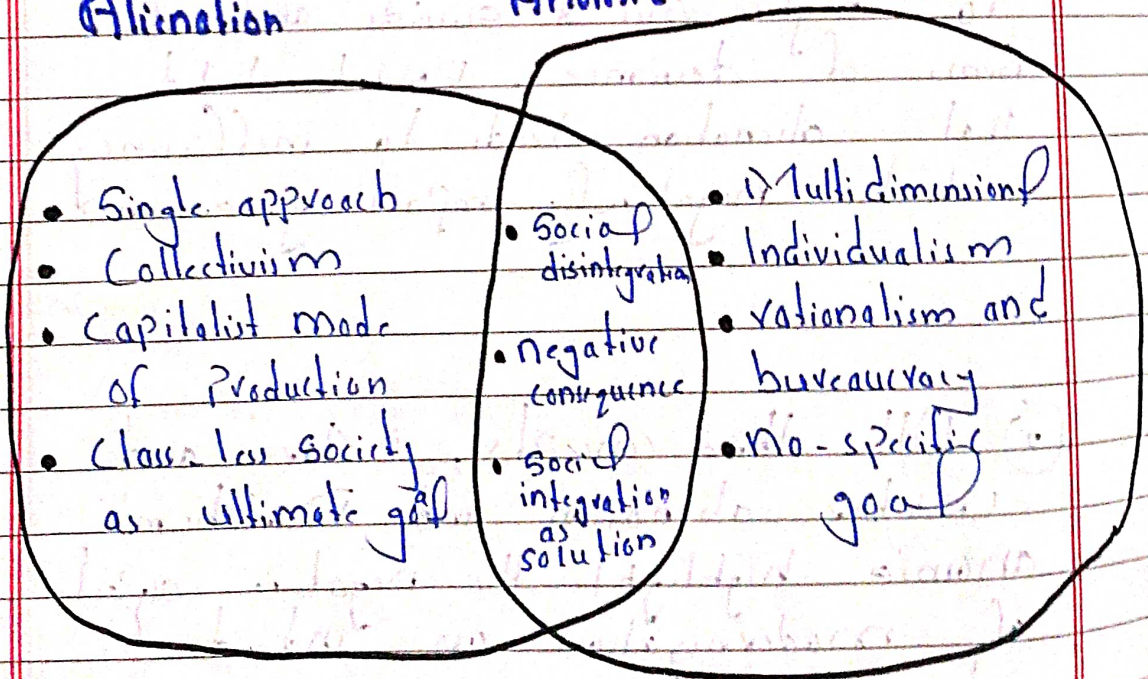 Alienation
• Single approach
• Collectivism
• Capitalist mode
of Production
• Class-less society
as ultimate goal
• Social
disintegration
• negative
consequence
• Social
integration
as
solution
• Multidimensional
• Individualism
• rationalism and
bureaucracy
• no-specific
goal